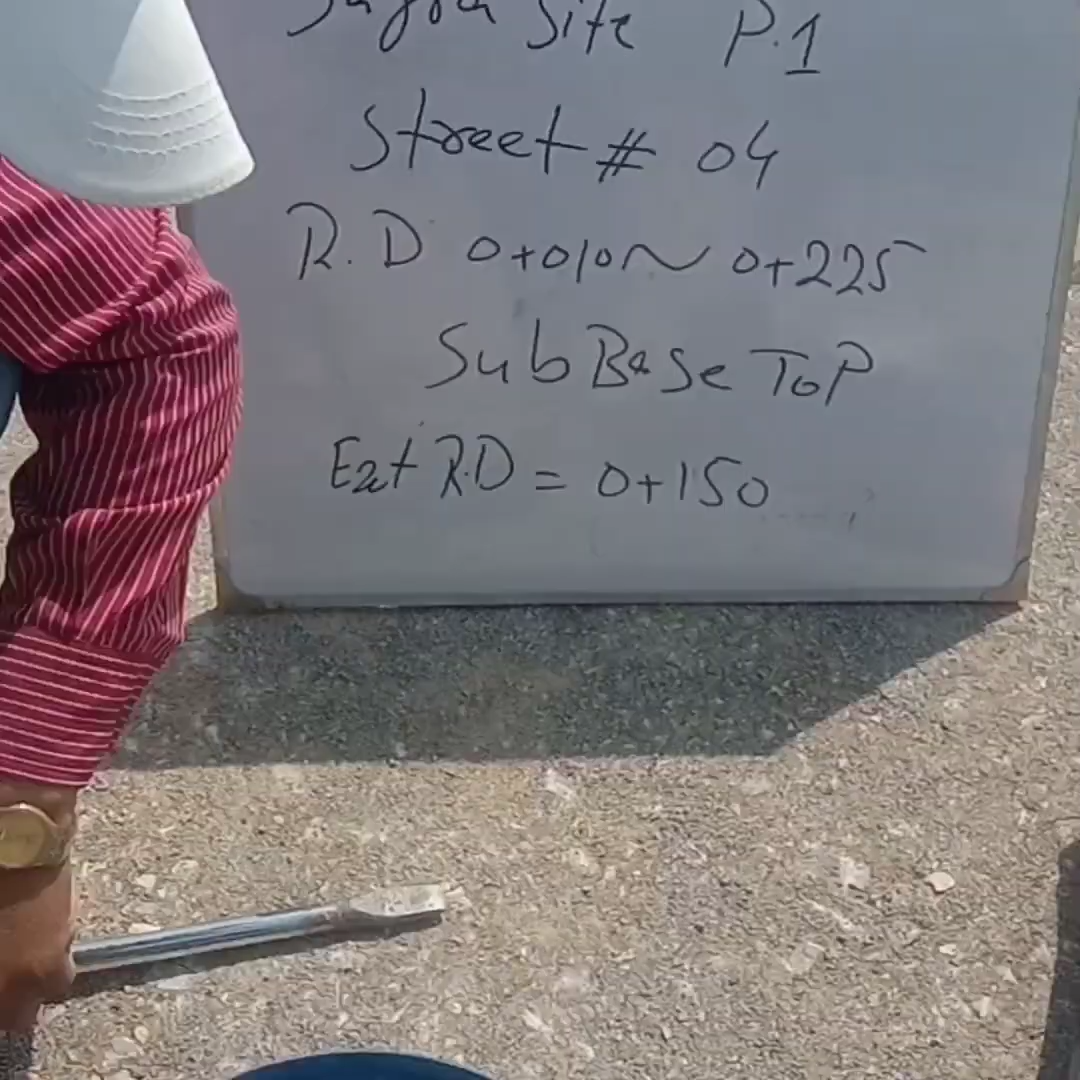 Site P.1
Street # 04
R.D 0+010 ~ 0+225
SubBase ToP
Ext R.D = 0+150